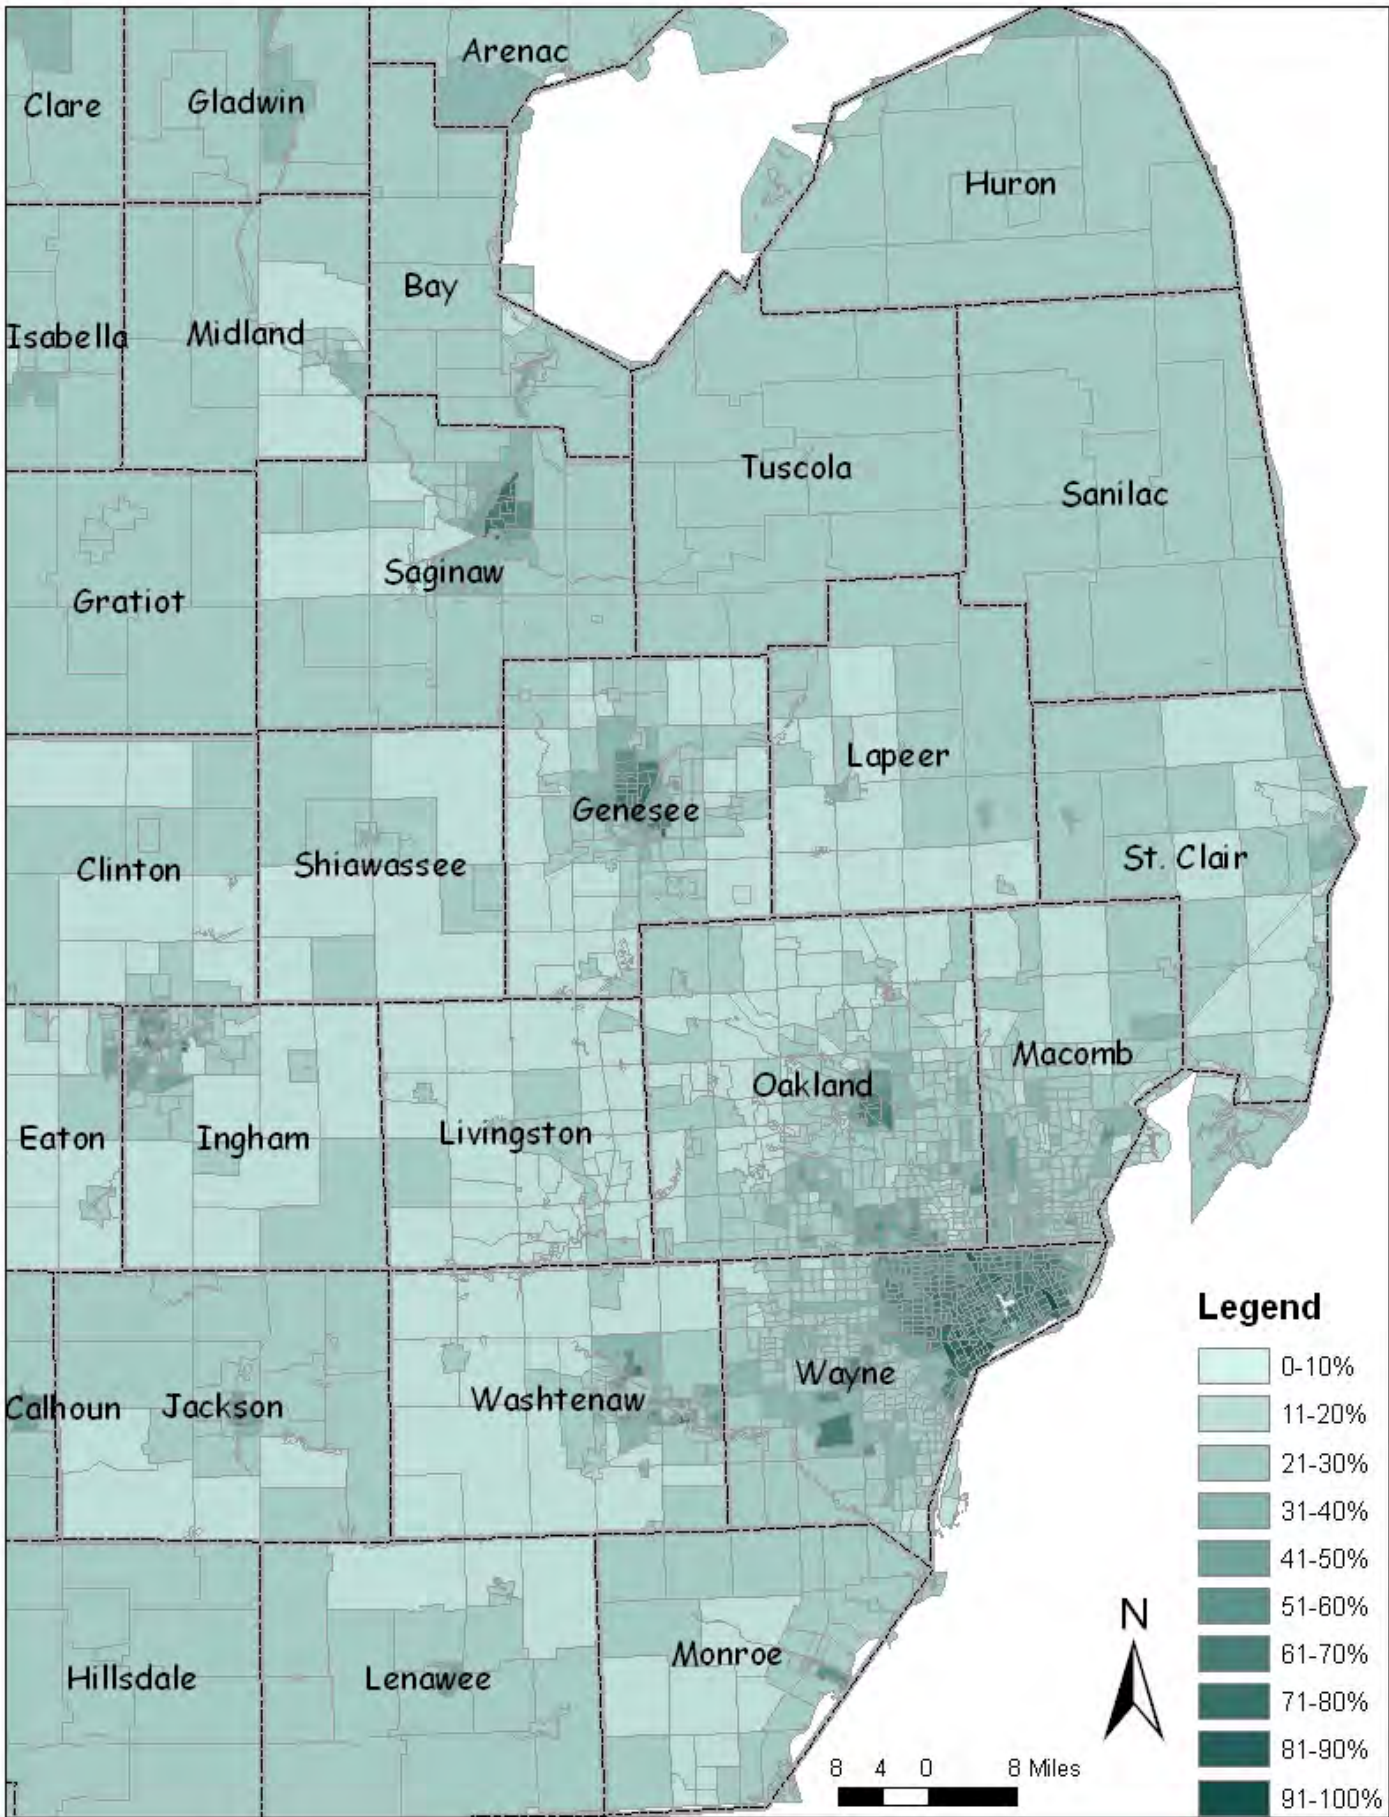 Arenac
Clare
Gladwin
Huron
Bay
Isabella
Midland
Tuscola
Sanilac
Saginaw
Gratiot
Lapeer
Genesee
Clinton
Shiawassee
St. Clair
Macomb
Oakland
Eaton
Ingham
Livingston
Legend
0-10%
11-20%
21-30%
31-40%
41-50%
51-60%
61-70%
71-80%
81-90%
91-100%
Wayne
Washtenaw
Calhoun
Jackson
N
Monroe
Hillsdale
Lenawee
8 4 0 8 Miles